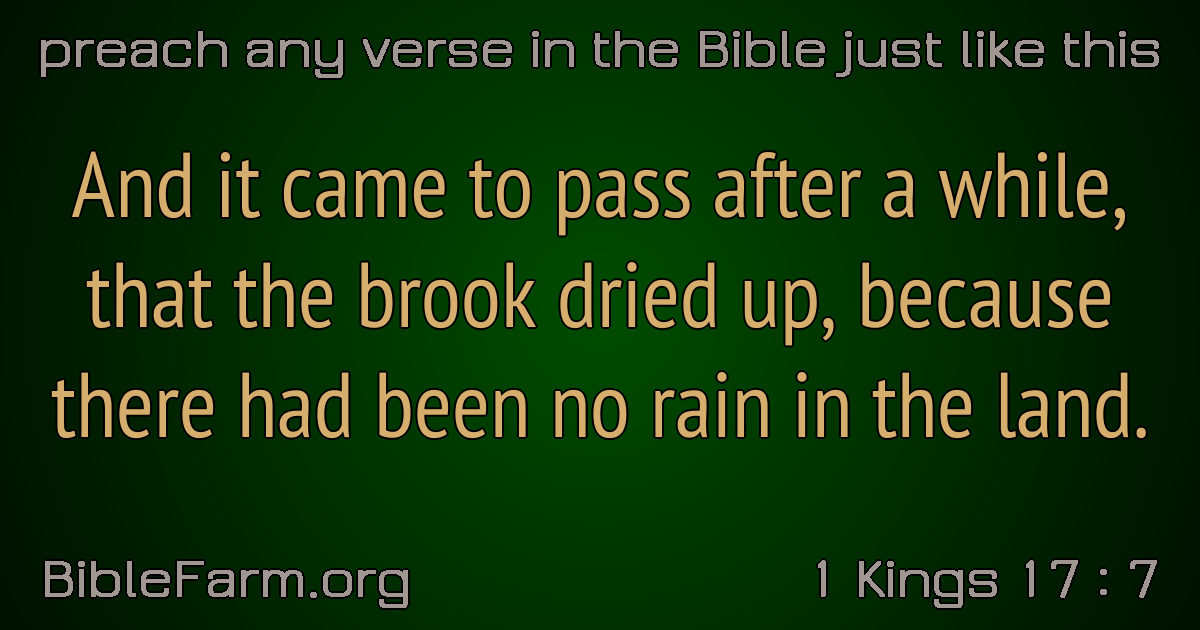 preach any verse in the Bible just like this
And it came to pass after a while,
that the brook dried up, because
there had been no rain in the land.
BibleFarm.org
1 Kings 17 : 7